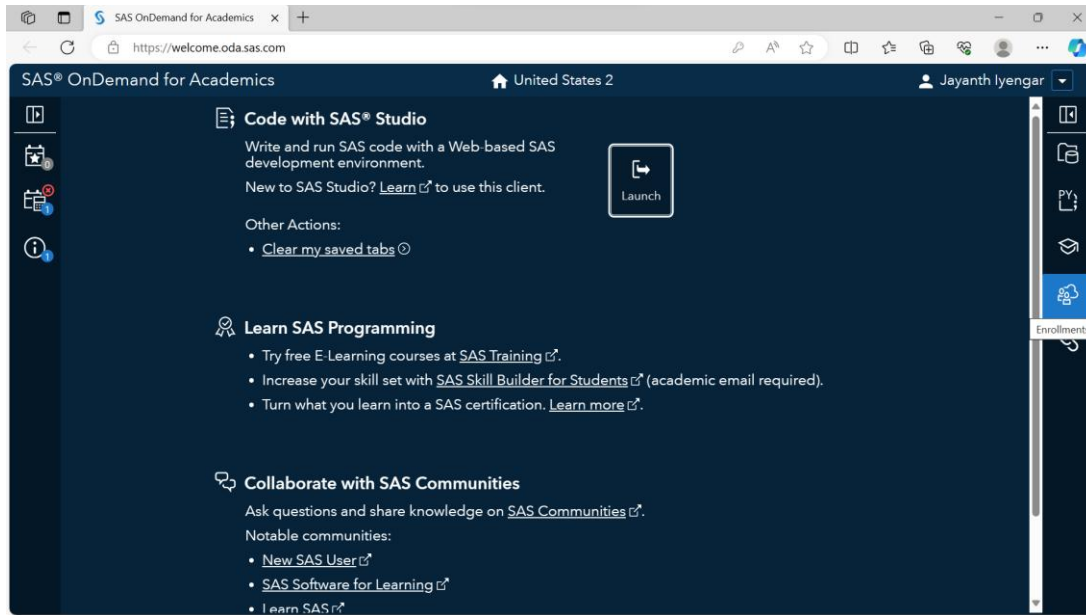 SAS OnDemand for Academics
https://welcome.oda.sas.com
SAS® OnDemand for Academics
United States 2
Jayanth Iyengar
Code with SAS® Studio
Write and run SAS code with a Web-based SAS
development environment.
New to SAS Studio? Learn to use this client.
Launch
Other Actions:
• Clear my saved tabs
0
1
1
PY
Enrollments
Learn SAS Programming
• Try free E-Learning courses at SAS Training.
• Increase your skill set with SAS Skill Builder for Students (academic email required).
• Turn what you learn into a SAS certification. Learn more.
Collaborate with SAS Communities
Ask questions and share knowledge on SAS Communities.
Notable communities:
• New SAS User
• SAS Software for Learning
• Learn SAS